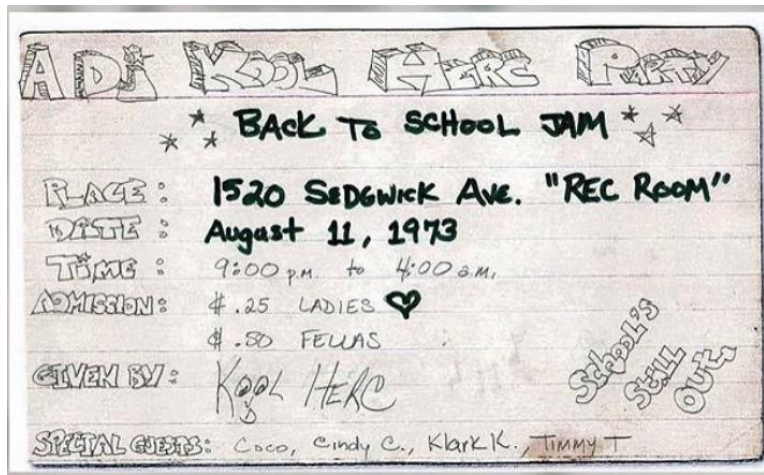 A DJ KOOL HERC PARTY
BACK TO SCHOOL JAM
PLACE: 1520 SEDGWICK AVE. "REC ROOM"
DATE: August 11, 1973
TIME: 9:00 p.m. to 4:00 a.m.
ADMISSION: $.25 LADIES ♥
$.50 FELLAS
GIVEN BY: KOOL HERC
SCHOOL'S
STILL
OUT.
SPECIAL GUESTS: Coco, Cindy C., Klark K., TIMMY T